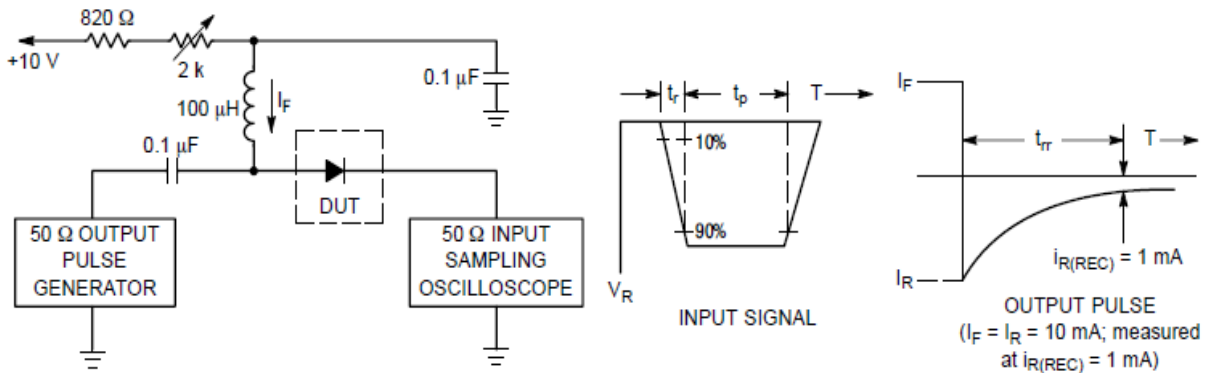 820 Ω
+10 V
2 k
100 μH
I_F
0.1 μF
0.1 μF
DUT
50 Ω OUTPUT
PULSE
GENERATOR
50 Ω INPUT
SAMPLING
OSCILLOSCOPE
t_r
t_p
T
10%
90%
V_R
INPUT SIGNAL
I_F
t_rr
T
I_R
i_R(REC) = 1 mA
OUTPUT PULSE
(I_F = I_R = 10 mA; measured
at i_R(REC) = 1 mA)